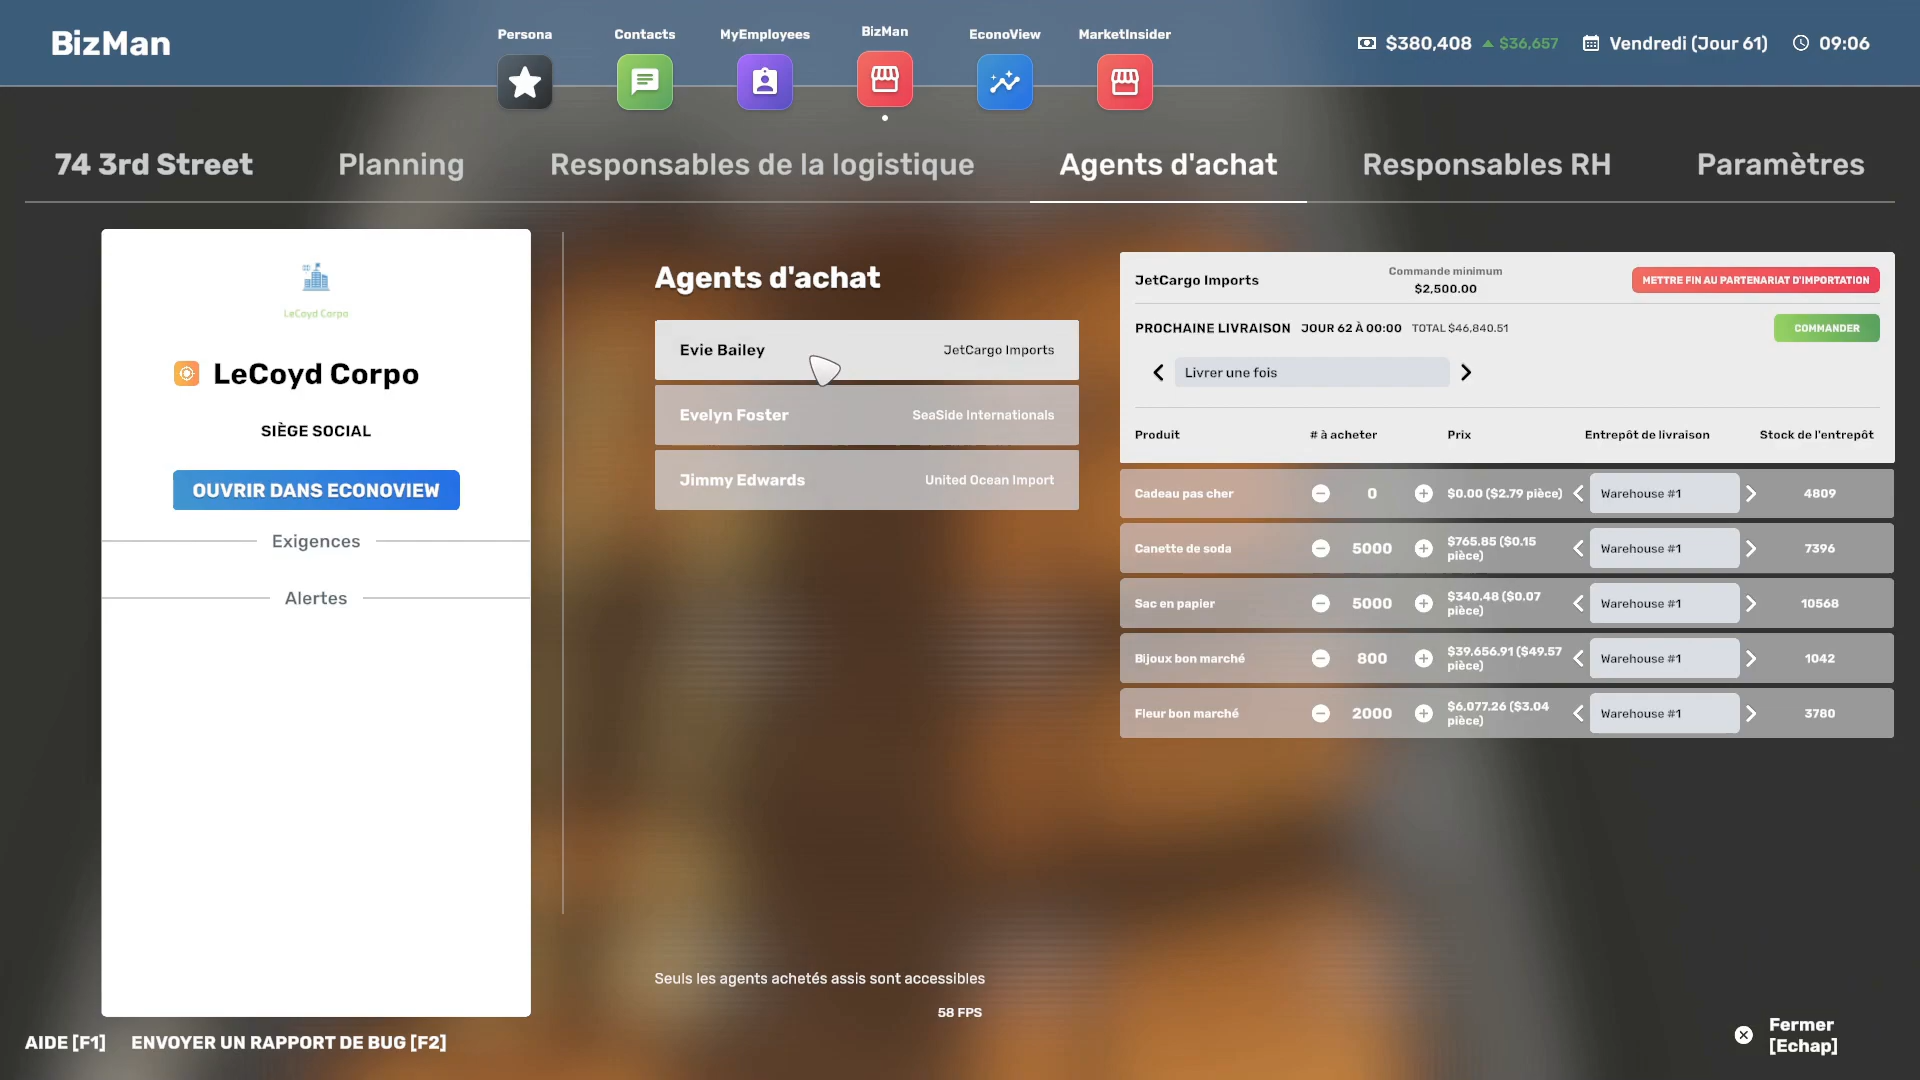 BizMan
Persona
Contacts
MyEmployees
BizMan
EconoView
MarketInsider
$380,408
$36,657
Vendredi (Jour 61)
09:06
74 3rd Street
Planning
Responsables de la logistique
Agents d'achat
Responsables RH
Paramètres
LeCoyd Corpo
LeCoyd Corpo
SIÈGE SOCIAL
OUVRIR DANS ECONOVIEW
Exigences
Alertes
Agents d'achat
Evie Bailey JetCargo Imports
Evelyn Foster SeaSide Internationals
Jimmy Edwards United Ocean Import
Seuls les agents achetés assis sont accessibles
58 FPS
JetCargo Imports
Commande minimum
$2,500.00
METTRE FIN AU PARTENARIAT D'IMPORTATION
PROCHAINE LIVRAISON JOUR 62 À 00:00 TOTAL $46,840.51
COMMANDER
Livrer une fois
Produit # à acheter Prix Entrepôt de livraison Stock de l'entrepôt
Cadeau pas cher 0 $0.00 ($2.79 pièce) Warehouse #1 4809
Canette de soda 5000 $765.85 ($0.15
pièce) Warehouse #1 7396
Sac en papier 5000 $340.48 ($0.07
pièce) Warehouse #1 10568
Bijoux bon marché 800 $39,656.91 ($49.57
pièce) Warehouse #1 1042
Fleur bon marché 2000 $6,077.26 ($3.04
pièce) Warehouse #1 3780
AIDE [F1] ENVOYER UN RAPPORT DE BUG [F2]
Fermer
[Echap]